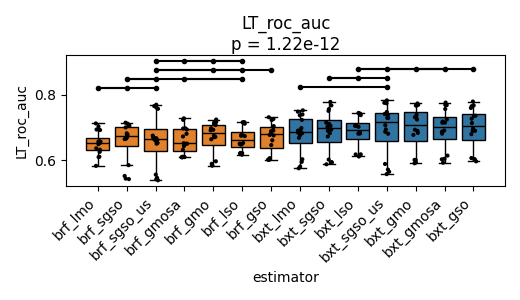 LT_roc_auc
p = 1.22e-12
LT_roc_auc
0.8
0.6
brf_lmo
brf_sgso
brf_sgso_us
brf_gmosa
brf_gmo
brf_lso
brf_gso
bxt_lmo
bxt_sgso
bxt_lso
bxt_sgso_us
bxt_gmo
bxt_gmosa
bxt_gso
estimator